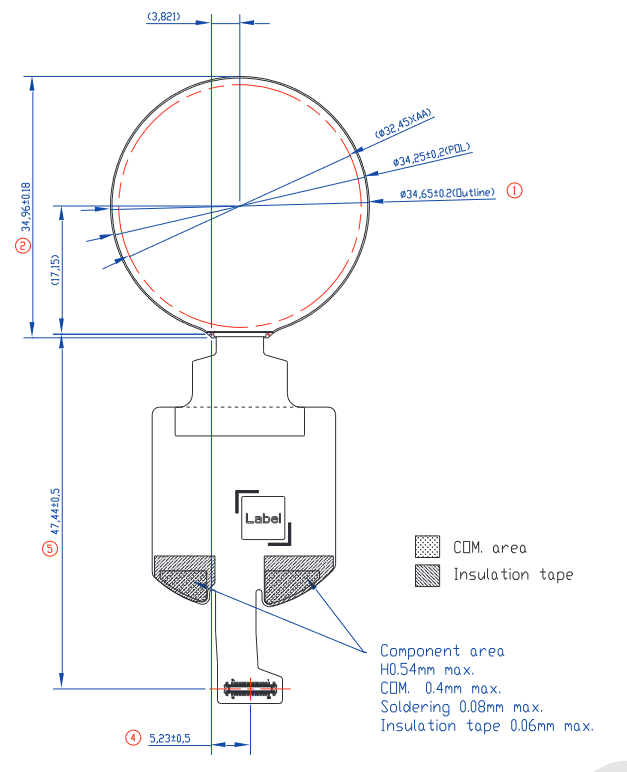 (3,821)
(ø32,45)(AA)
ø34,25±0,2(POL)
ø34,65±0.2(Outline)
1
34,96±0.18
2
(17,15)
47,44±0,5
5
Label
COM. area
Insulation tape
Component area
H0.54mm max.
COM. 0.4mm max.
Soldering 0.08mm max.
Insulation tape 0.06mm max.
4
5,23±0,5